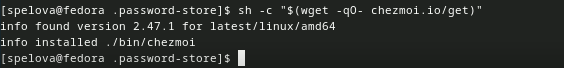 [spelova@fedora .password-store]$ sh -c "$(wget -qO- chezmoi.io/get)"
info found version 2.47.1 for latest/linux/amd64
info installed ./bin/chezmoi
[spelova@fedora .password-store]$